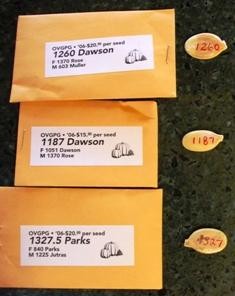 OVGPG • '06-$20.00 per seed
1260 Dawson
F 1370 Rose
M 603 Muller
1260
OVGPG • '06-$15.00 per seed
1187 Dawson
F 1051 Dawson
M 1370 Rose
1187
OVGPG • '06-$20.00 per seed
1327.5 Parks
F 840 Parks
M 1225 Jutras
1327